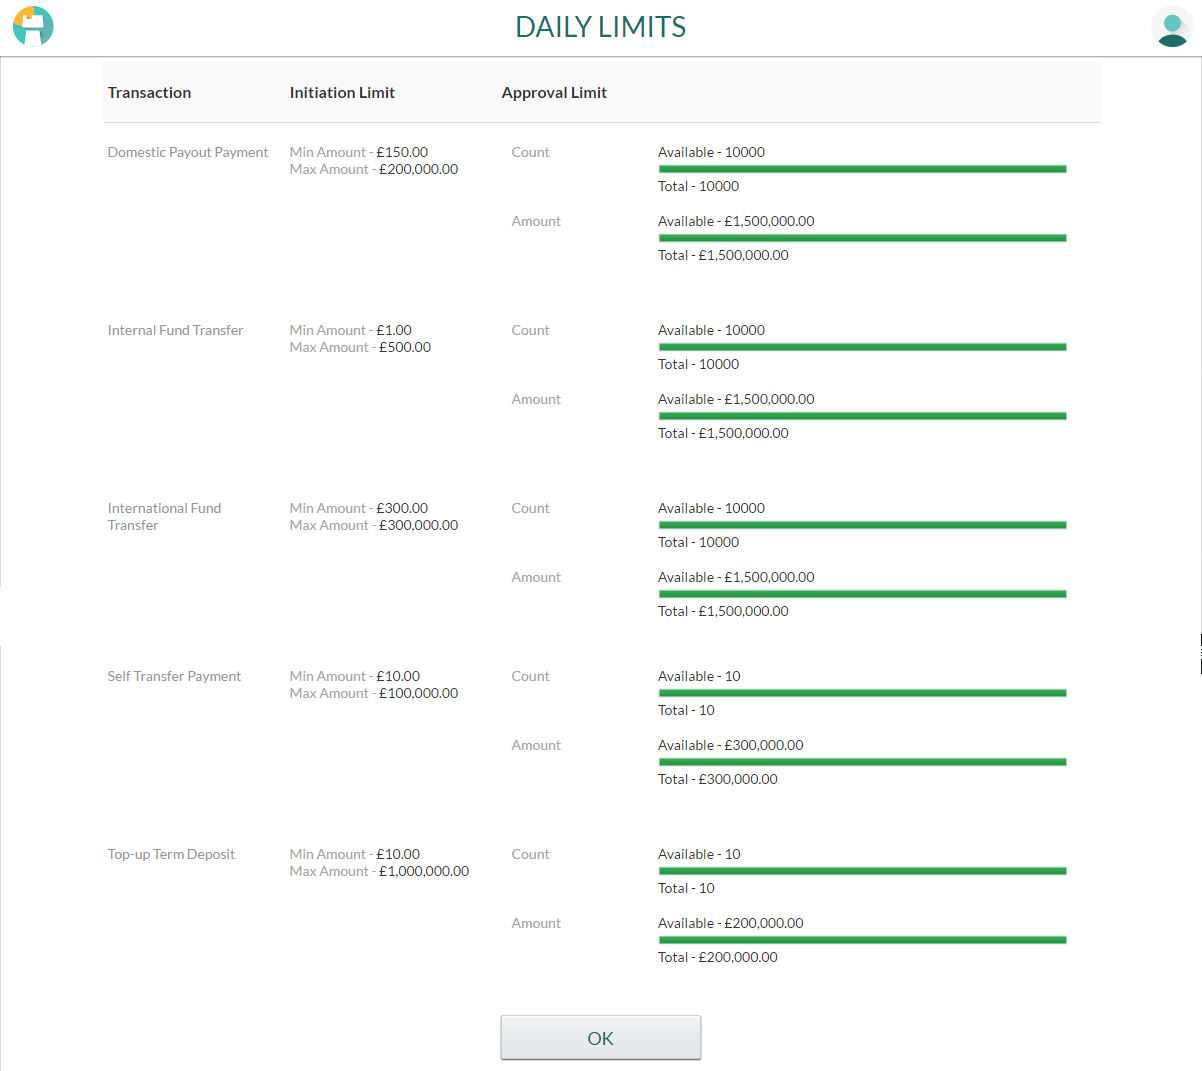 DAILY LIMITS
Transaction Initiation Limit Approval Limit
Domestic Payout Payment Min Amount - £150.00 Count Available - 10000
Max Amount - £200,000.00
Total - 10000
Amount Available - £1,500,000.00
Total - £1,500,000.00
Internal Fund Transfer Min Amount - £1.00 Count Available - 10000
Max Amount - £500.00
Total - 10000
Amount Available - £1,500,000.00
Total - £1,500,000.00
International Fund Min Amount - £300.00 Count Available - 10000
Transfer Max Amount - £300,000.00
Total - 10000
Amount Available - £1,500,000.00
Total - £1,500,000.00
Self Transfer Payment Min Amount - £10.00 Count Available - 10
Max Amount - £100,000.00
Total - 10
Amount Available - £300,000.00
Total - £300,000.00
Top-up Term Deposit Min Amount - £10.00 Count Available - 10
Max Amount - £1,000,000.00
Total - 10
Amount Available - £200,000.00
Total - £200,000.00
OK